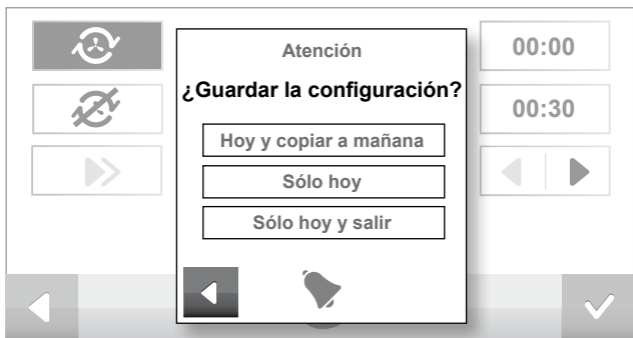 Atención
¿Guardar la configuración?
Hoy y copiar a mañana
Sólo hoy
Sólo hoy y salir
00:00
00:30